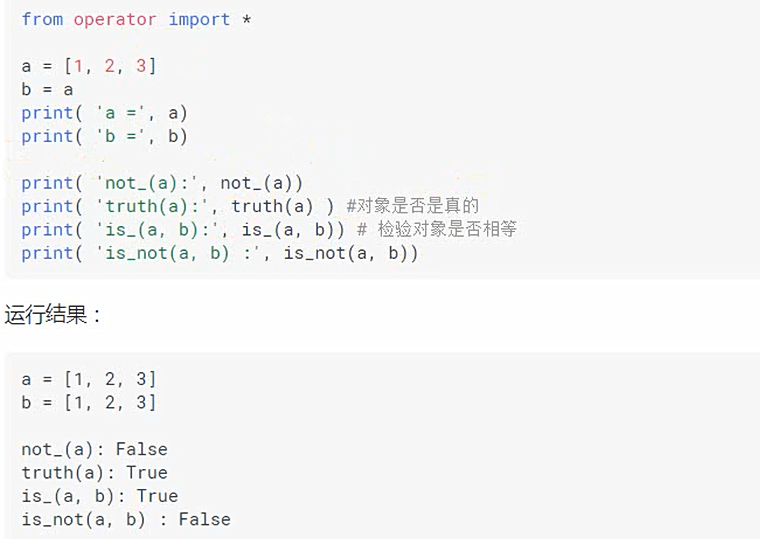 from operator import *
a = [1, 2, 3]
b = a
print( 'a =', a)
print( 'b =', b)
print( 'not_(a):', not_(a))
print( 'truth(a):', truth(a) ) #对象是否是真的
print( 'is_(a, b):', is_(a, b)) # 检验对象是否相等
print( 'is_not(a, b) :', is_not(a, b))
运行结果：
a = [1, 2, 3]
b = [1, 2, 3]
not_(a): False
truth(a): True
is_(a, b): True
is_not(a, b) : False